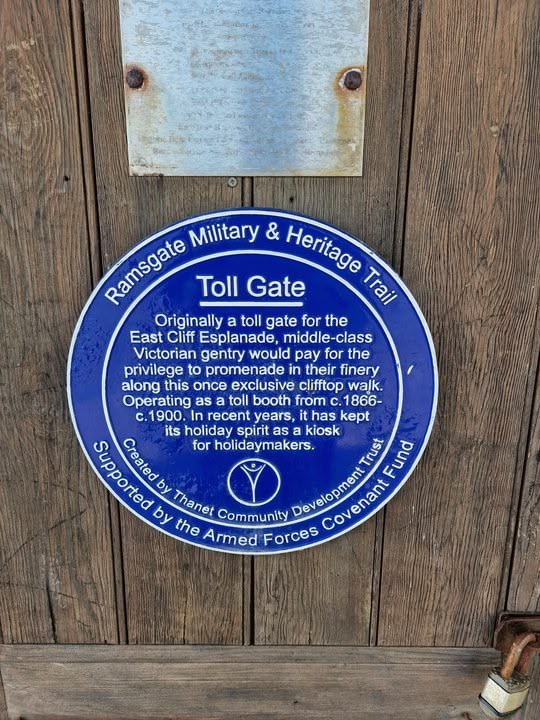 Ramsgate Military & Heritage Trail
Toll Gate
Originally a toll gate for the
East Cliff Esplanade, middle-class
Victorian gentry would pay for the
privilege to promenade in their finery
along this once exclusive clifftop walk.
Operating as a toll booth from c.1866-
c.1900. In recent years, it has kept
its holiday spirit as a kiosk
for holidaymakers.
Created by Thanet Community Development Trust
Supported by the Armed Forces Covenant Fund